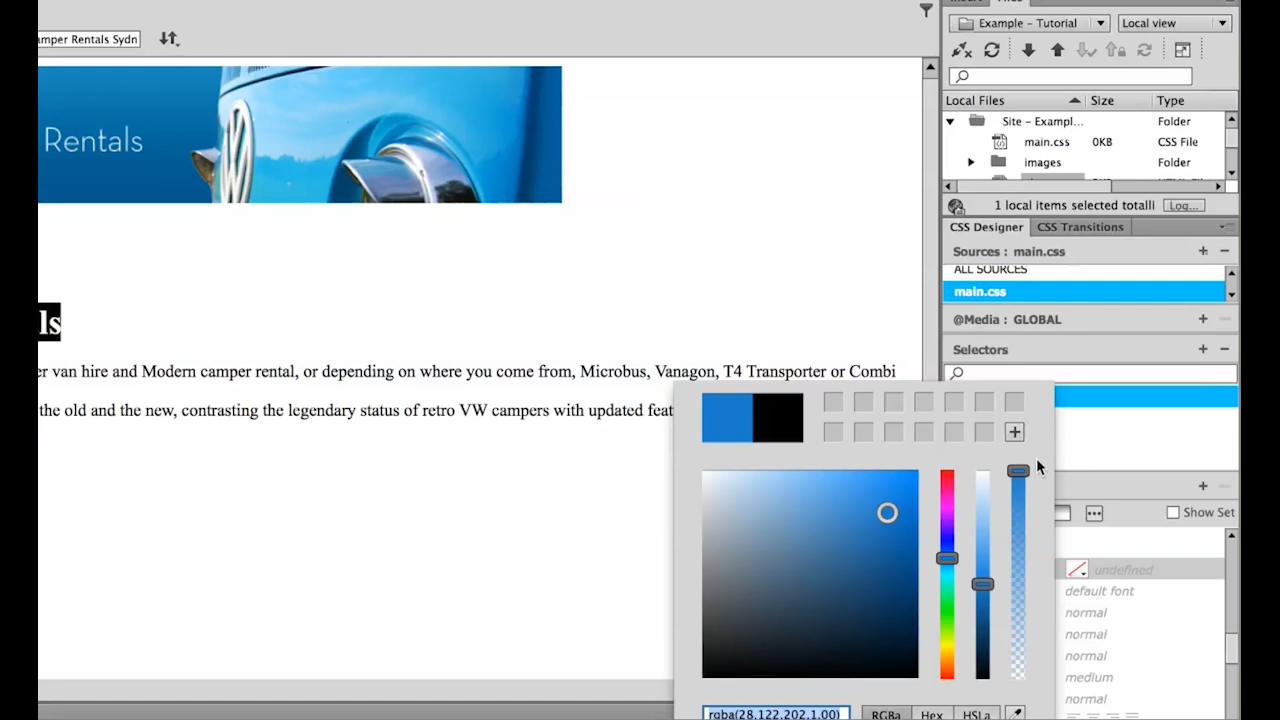 Insert Files
Example - Tutorial Local view
amper Rentals Sydn
Local Files Size Type
Site - Exampl... Folder
main.css 0KB CSS File
images Folder
1 local items selected totalli Log...
Rentals
CSS Designer CSS Transitions
Sources : main.css
ALL SOURCES
main.css
@Media : GLOBAL
Selectors
ls
er van hire and Modern camper rental, or depending on where you come from, Microbus, Vanagon, T4 Transporter or Combi
the old and the new, contrasting the legendary status of retro VW campers with updated feat
Show Set
undefined
default font
normal
normal
normal
medium
normal
rgba(28,122,202,1.00) RGBa Hex HSLa